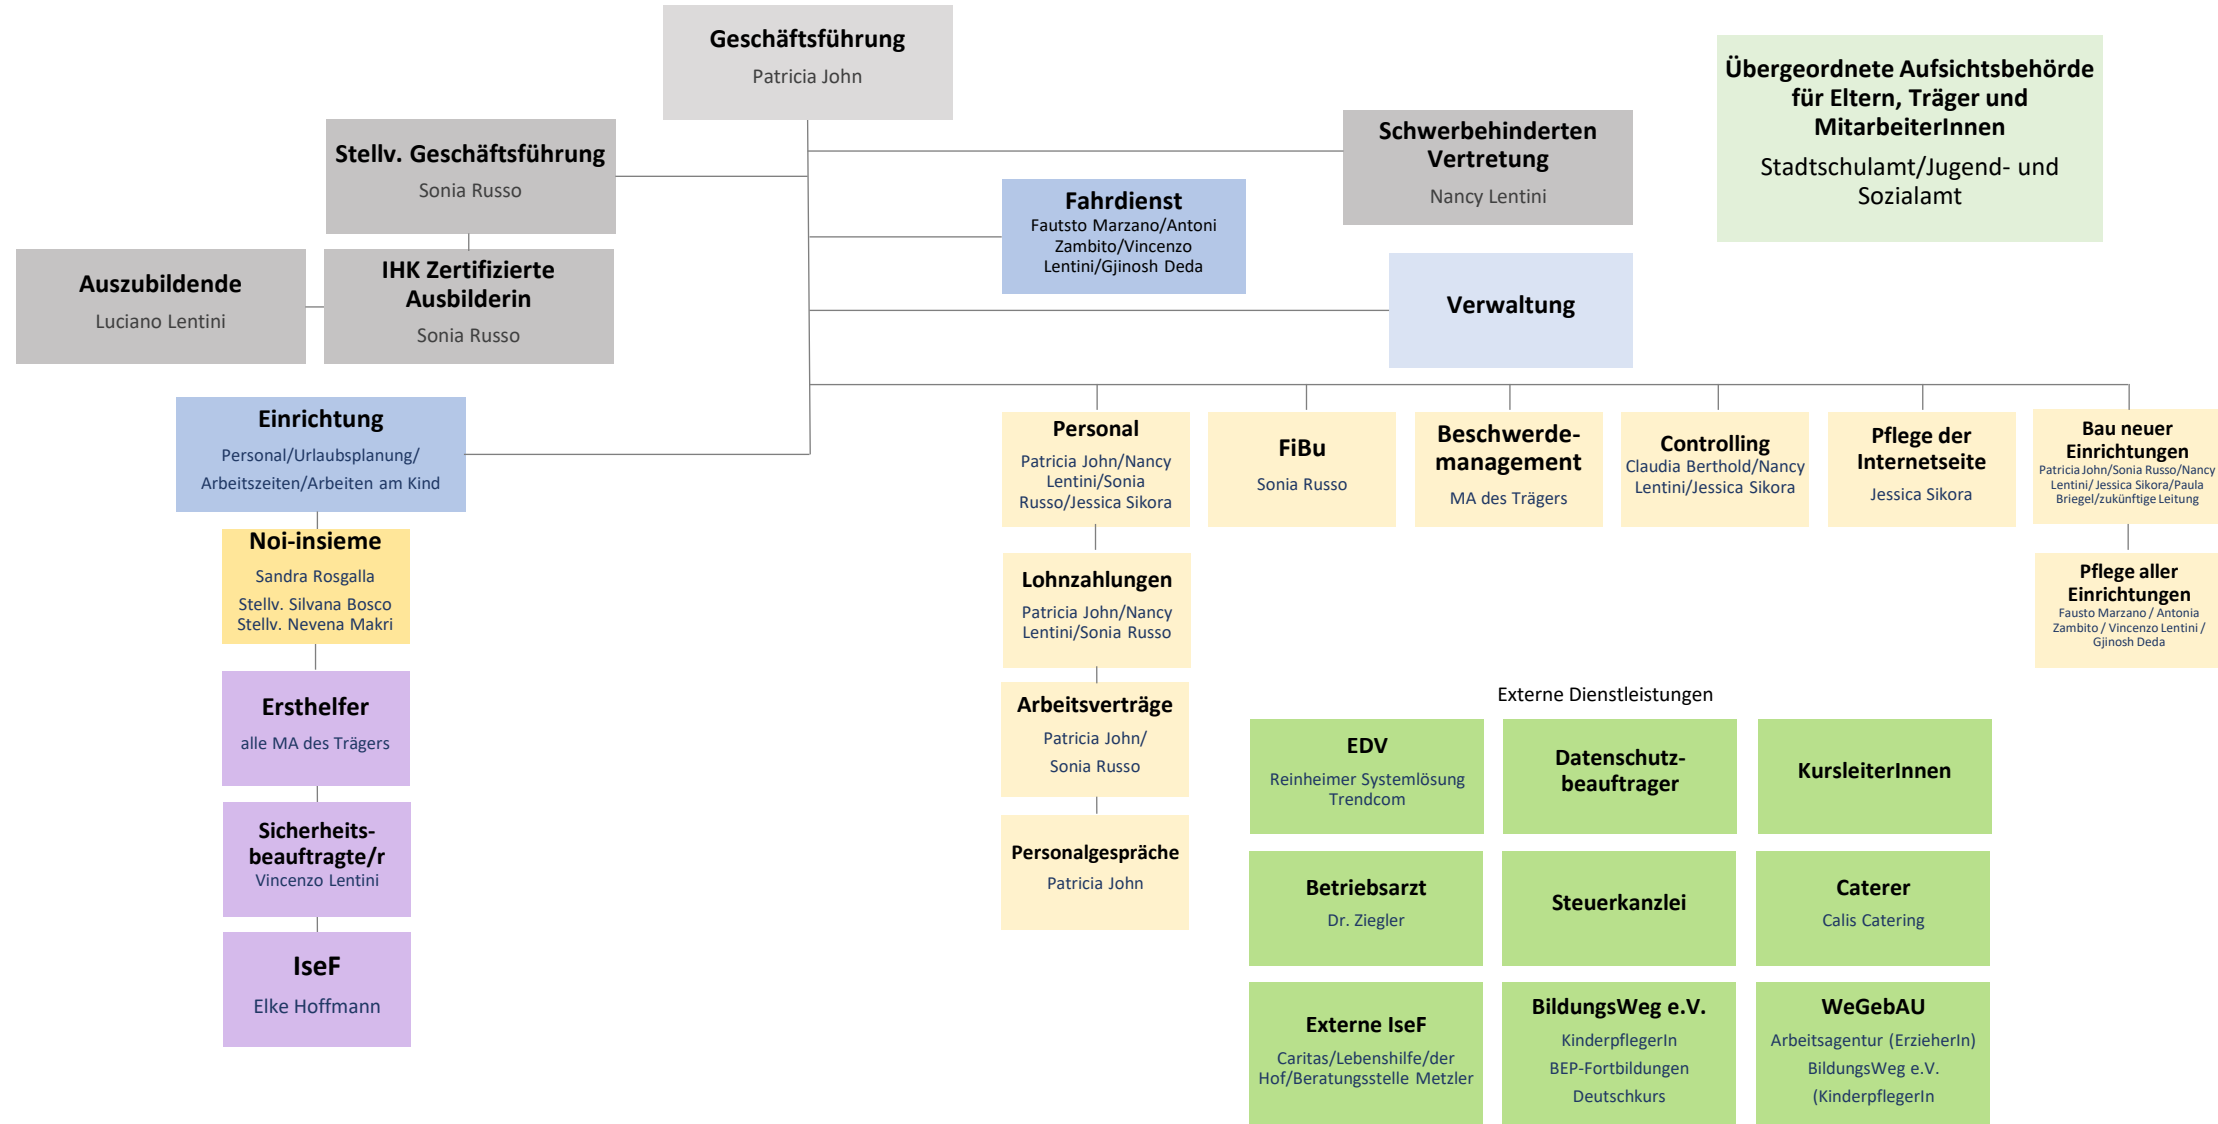 Geschäftsführung
Patricia John
Übergeordnete Aufsichtsbehörde
für Eltern, Träger und
MitarbeiterInnen
Stadtschulamt/Jugend- und
Sozialamt
Stellv. Geschäftsführung
Sonia Russo
Schwerbehinderten
Vertretung
Nancy Lentini
Fahrdienst
Fautsto Marzano/Antoni
Zambito/Vincenzo
Lentini/Gjinosh Deda
Auszubildende
Luciano Lentini
IHK Zertifizierte
Ausbilderin
Sonia Russo
Verwaltung
Einrichtung
Personal/Urlaubsplanung/
Arbeitszeiten/Arbeiten am Kind
Personal
Patricia John/Nancy
Lentini/Sonia
Russo/Jessica Sikora
FiBu
Sonia Russo
Beschwerde-
management
MA des Trägers
Controlling
Claudia Berthold/Nancy
Lentini/Jessica Sikora
Pflege der
Internetseite
Jessica Sikora
Bau neuer
Einrichtungen
Patricia John/Sonia Russo/Nancy
Lentini/ Jessica Sikora/Paula
Briegel/zukünftige Leitung
Noi-insieme
Sandra Rosgalla
Stellv. Silvana Bosco
Stellv. Nevena Makri
Lohnzahlungen
Patricia John/Nancy
Lentini/Sonia Russo
Pflege aller
Einrichtungen
Fausto Marzano / Antonia
Zambito / Vincenzo Lentini /
Gjinosh Deda
Ersthelfer
alle MA des Trägers
Arbeitsverträge
Patricia John/
Sonia Russo
Sicherheits-
beauftragte/r
Vincenzo Lentini
Personalgespräche
Patricia John
IseF
Elke Hoffmann
Externe Dienstleistungen
EDV
Reinheimer Systemlösung
Trendcom
Datenschutz-
beauftrager
KursleiterInnen
Betriebsarzt
Dr. Ziegler
Steuerkanzlei
Caterer
Calis Catering
Externe IseF
Caritas/Lebenshilfe/der
Hof/Beratungsstelle Metzler
BildungsWeg e.V.
KinderpflegerIn
BEP-Fortbildungen
Deutschkurs
WeGebAU
Arbeitsagentur (ErzieherIn)
BildungsWeg e.V.
(KinderpflegerIn